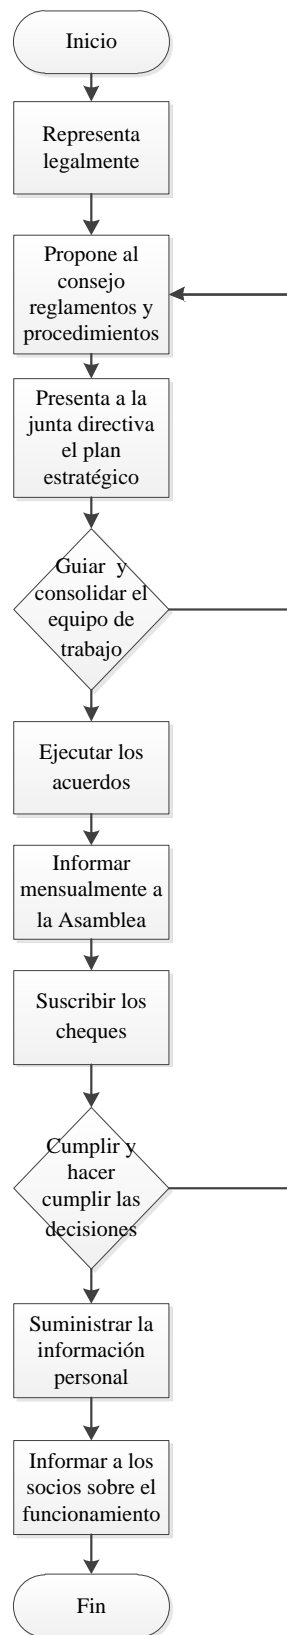 Inicio
Representa
legalmente
Propone al
consejo
reglamentos y
procedimientos
Presenta a la
junta directiva
el plan
estratégico
Guiar y
consolidar el
equipo de
trabajo
Ejecutar los
acuerdos
Informar
mensualmente a
la Asamblea
Suscribir los
cheques
Cumplir y
hacer
cumplir las
decisiones
Suministrar la
información
personal
Informar a los
socios sobre el
funcionamiento
Fin